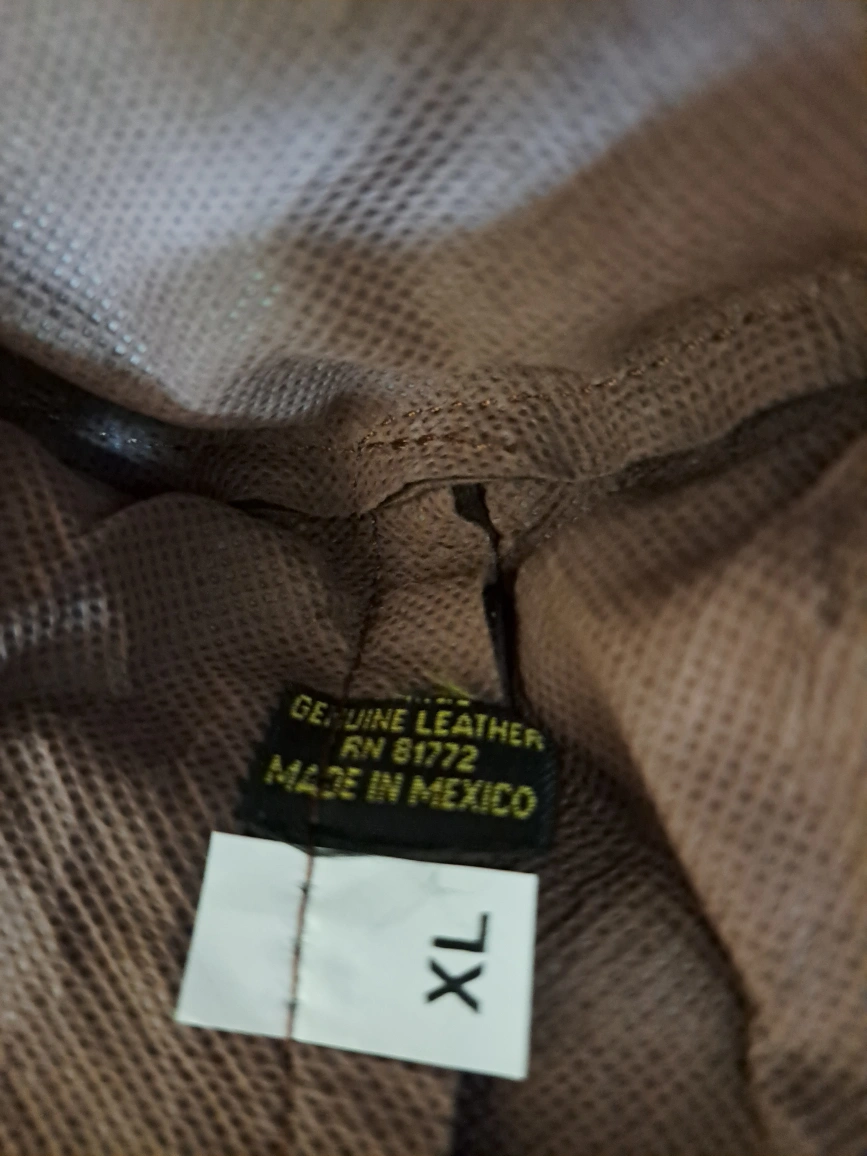 GENUINE LEATHER
RN 81772
MADE IN MEXICO
XL